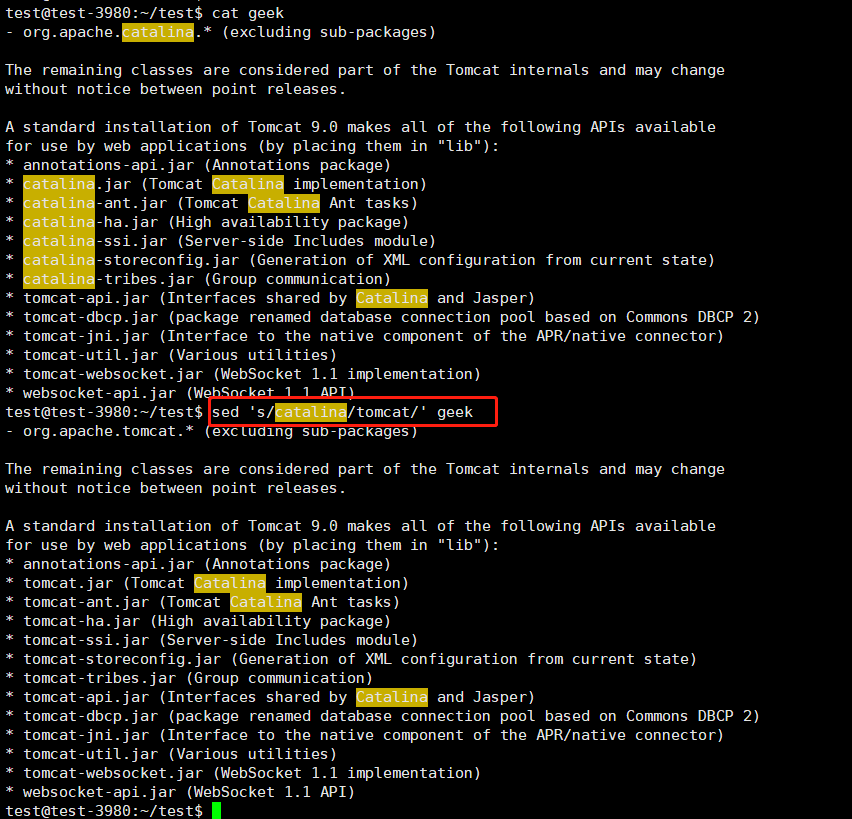 test@test-3980:~/test$ cat geek
- org.apache.catalina.* (excluding sub-packages)
The remaining classes are considered part of the Tomcat internals and may change
without notice between point releases.
A standard installation of Tomcat 9.0 makes all of the following APIs available
for use by web applications (by placing them in "lib"):
* annotations-api.jar (Annotations package)
* catalina.jar (Tomcat Catalina implementation)
* catalina-ant.jar (Tomcat Catalina Ant tasks)
* catalina-ha.jar (High availability package)
* catalina-ssi.jar (Server-side Includes module)
* catalina-storeconfig.jar (Generation of XML configuration from current state)
* catalina-tribes.jar (Group communication)
* tomcat-api.jar (Interfaces shared by Catalina and Jasper)
* tomcat-dbcp.jar (package renamed database connection pool based on Commons DBCP 2)
* tomcat-jni.jar (Interface to the native component of the APR/native connector)
* tomcat-util.jar (Various utilities)
* tomcat-websocket.jar (WebSocket 1.1 implementation)
* websocket-api.jar (WebSocket 1.1 API)
test@test-3980:~/test$ sed 's/catalina/tomcat/' geek
- org.apache.tomcat.* (excluding sub-packages)
The remaining classes are considered part of the Tomcat internals and may change
without notice between point releases.
A standard installation of Tomcat 9.0 makes all of the following APIs available
for use by web applications (by placing them in "lib"):
* annotations-api.jar (Annotations package)
* tomcat.jar (Tomcat Catalina implementation)
* tomcat-ant.jar (Tomcat Catalina Ant tasks)
* tomcat-ha.jar (High availability package)
* tomcat-ssi.jar (Server-side Includes module)
* tomcat-storeconfig.jar (Generation of XML configuration from current state)
* tomcat-tribes.jar (Group communication)
* tomcat-api.jar (Interfaces shared by Catalina and Jasper)
* tomcat-dbcp.jar (package renamed database connection pool based on Commons DBCP 2)
* tomcat-jni.jar (Interface to the native component of the APR/native connector)
* tomcat-util.jar (Various utilities)
* tomcat-websocket.jar (WebSocket 1.1 implementation)
* websocket-api.jar (WebSocket 1.1 API)
test@test-3980:~/test$